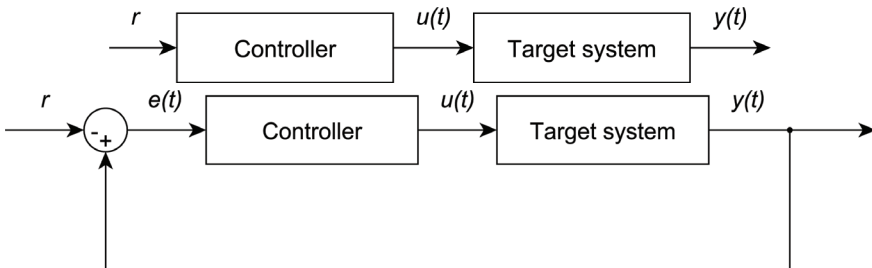 r
Controller
u(t)
Target system
y(t)
r
-
+
e(t)
Controller
u(t)
Target system
y(t)